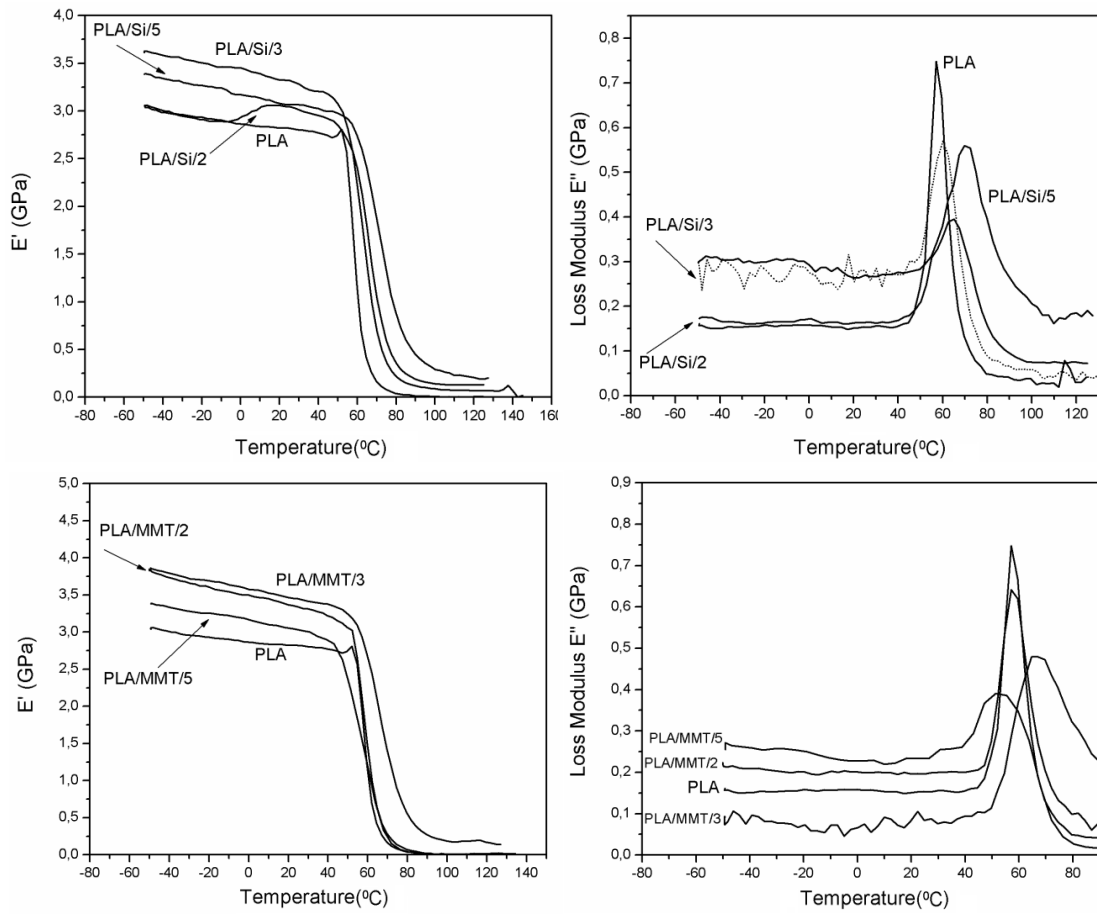 4,0
3,5
3,0
2,5
2,0
1,5
1,0
0,5
0,0
E' (GPa)
PLA/Si/5
PLA/Si/3
PLA
PLA/Si/2
-80 -60 -40 -20 0 20 40 60 80 100 120 140 160
Temperature(ºC)
0,8
0,7
0,6
0,5
0,4
0,3
0,2
0,1
0,0
Loss Modulus E" (GPa)
PLA
PLA/Si/5
PLA/Si/3
PLA/Si/2
-80 -60 -40 -20 0 20 40 60 80 100 120
Temperature(ºC)
5,0
4,5
4,0
3,5
3,0
2,5
2,0
1,5
1,0
0,5
0,0
E' (GPa)
PLA/MMT/2
PLA/MMT/3
PLA
PLA/MMT/5
-80 -60 -40 -20 0 20 40 60 80 100 120 140
Temperature(ºC)
0,9
0,8
0,7
0,6
0,5
0,4
0,3
0,2
0,1
0,0
Loss Modulus E" (GPa)
PLA/MMT/5
PLA/MMT/2
PLA
PLA/MMT/3
-80 -60 -40 -20 0 20 40 60 80
Temperature(ºC)